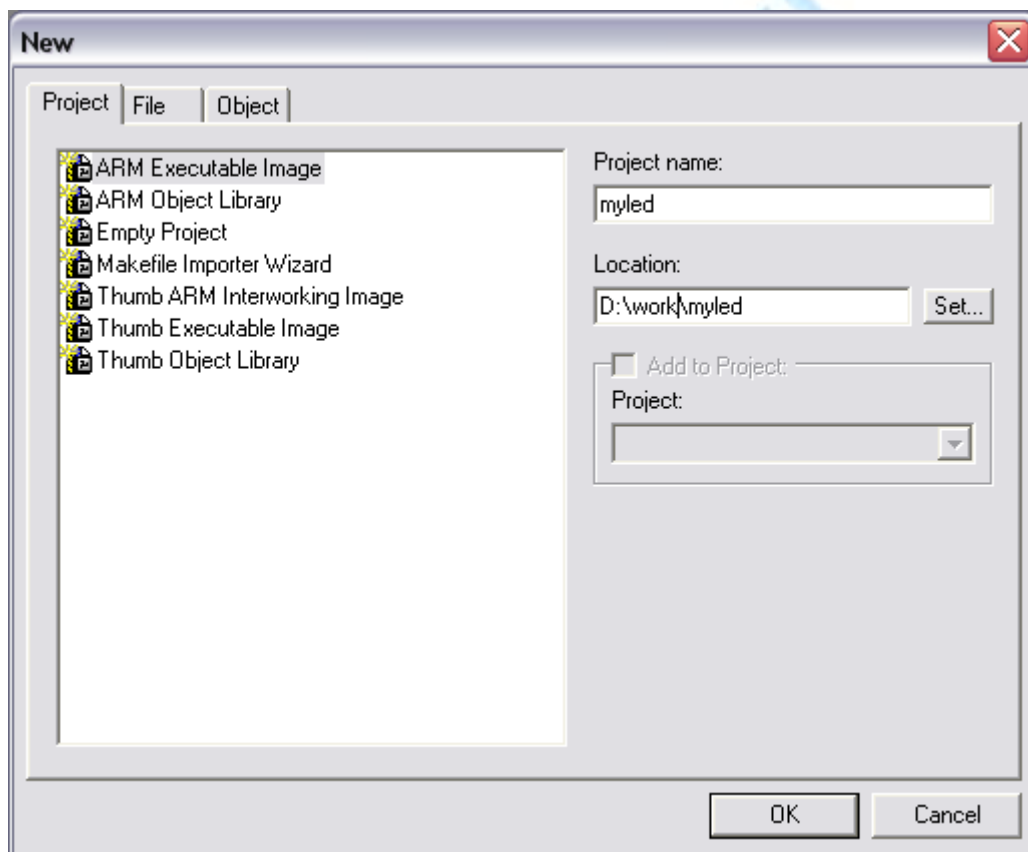 New
Project
File
Object
ARM Executable Image
ARM Object Library
Empty Project
Makefile Importer Wizard
Thumb ARM Interworking Image
Thumb Executable Image
Thumb Object Library
Project name:
myled
Location:
D:\work\myled
Set...
Add to Project:
Project:
OK
Cancel